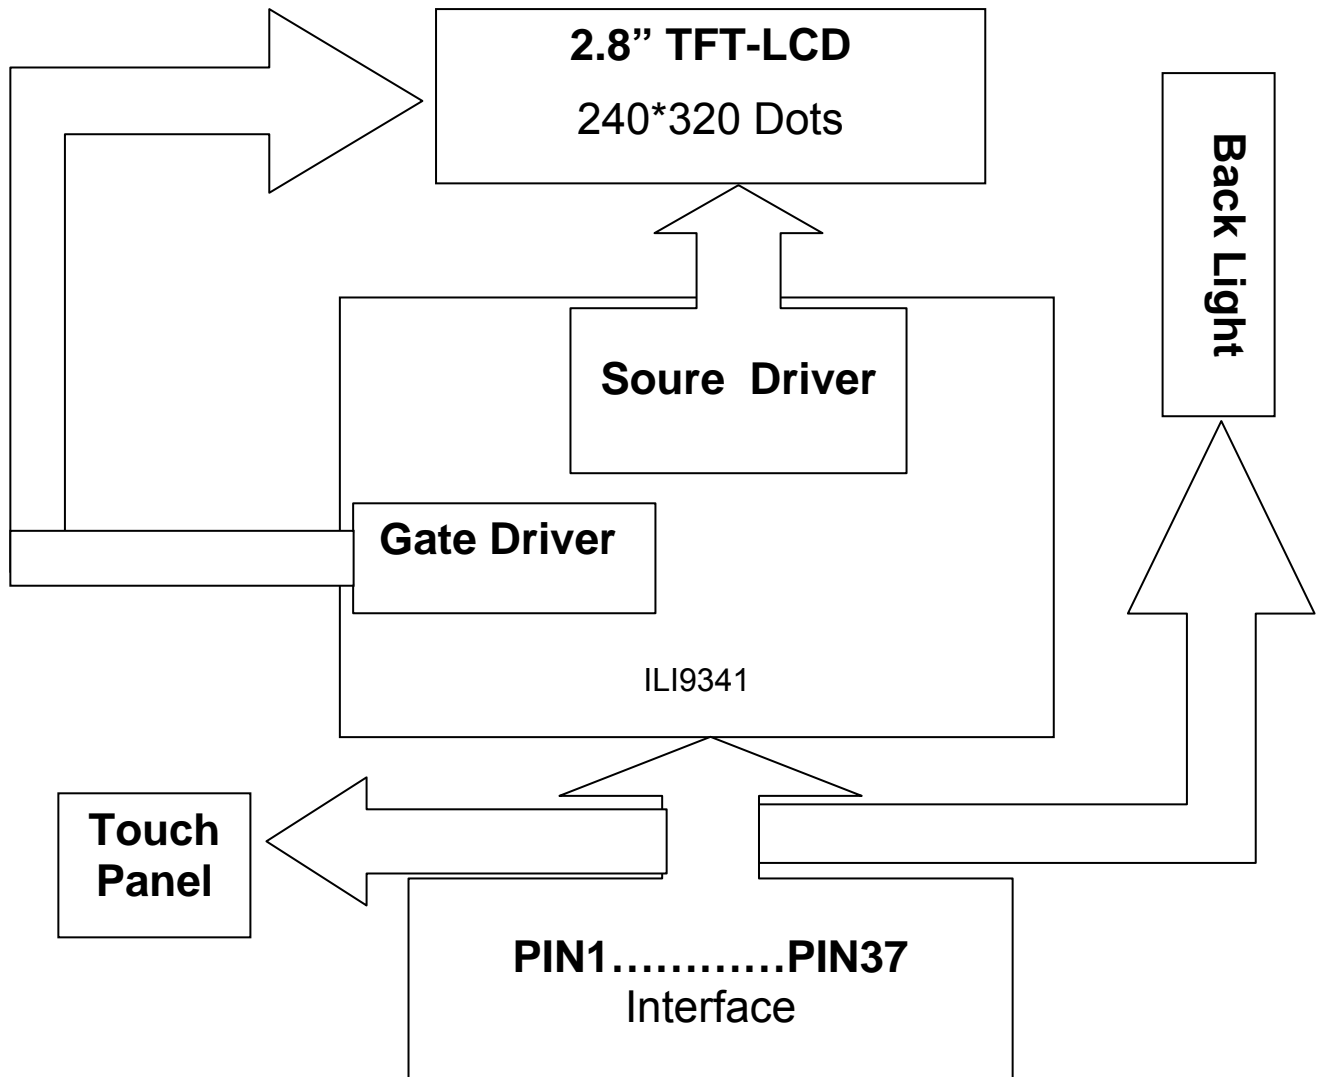 2.8” TFT-LCD
240*320 Dots
Back Light
Soure Driver
Gate Driver
ILI9341
Touch
Panel
PIN1…………PIN37
Interface